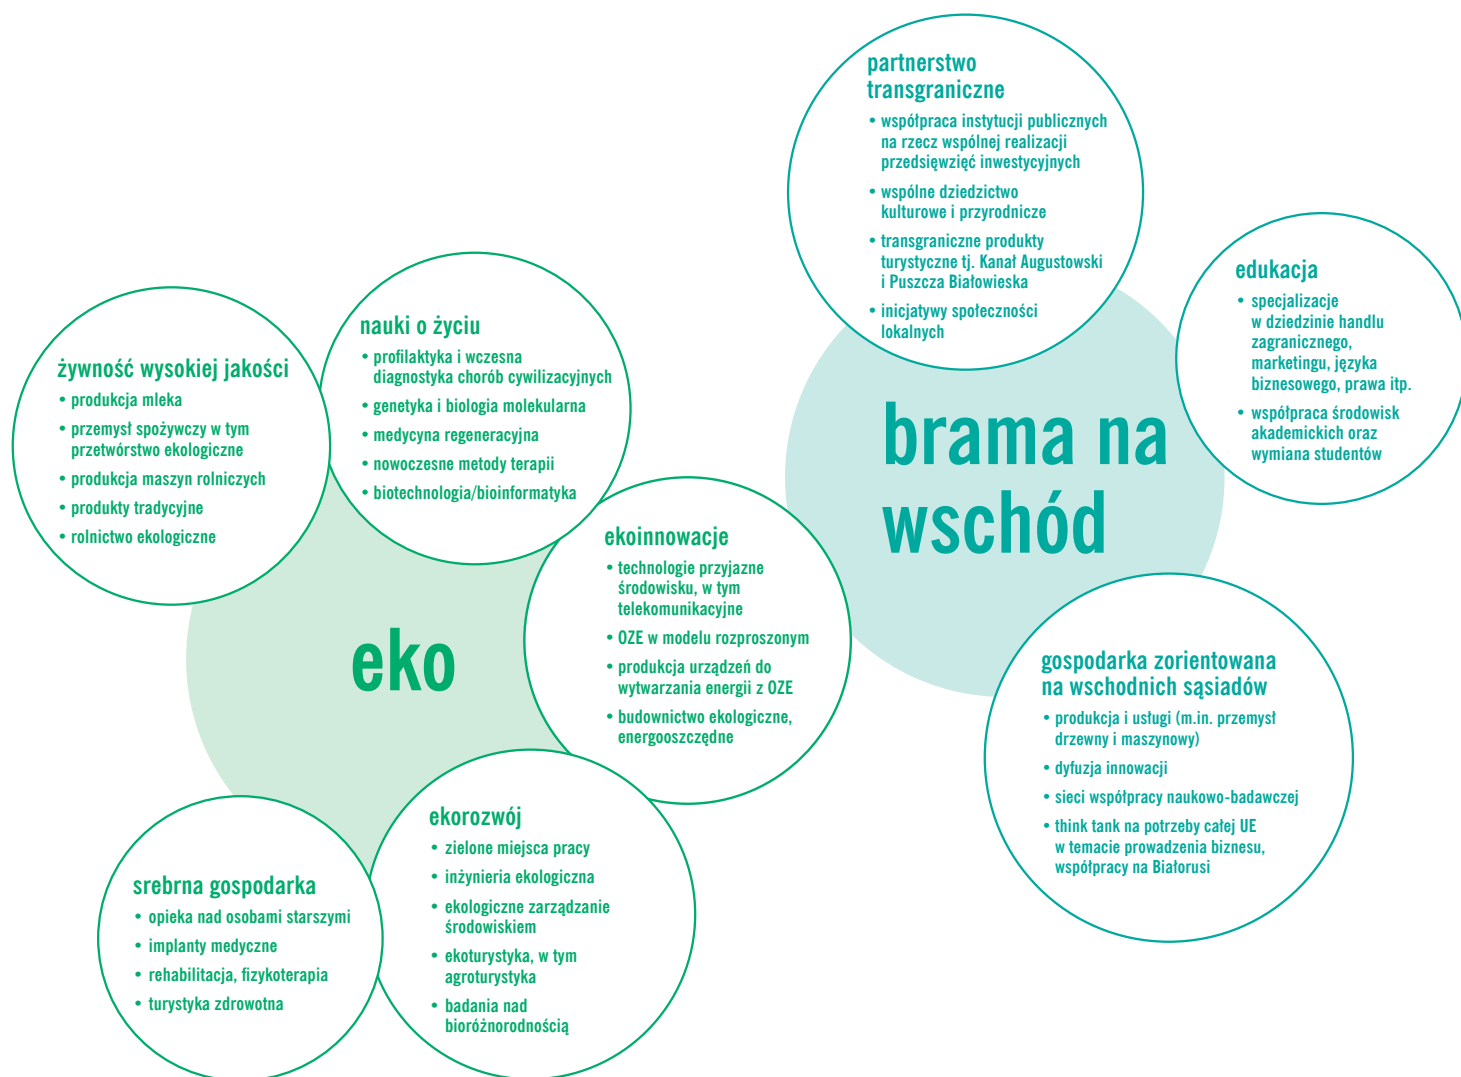 żywność wysokiej jakości
• produkcja mleka
• przemysł spożywczy w tym
przetwórstwo ekologiczne
• produkcja maszyn rolniczych
• produkty tradycyjne
• rolnictwo ekologiczne
nauki o życiu
• profilaktyka i wczesna
diagnostyka chorób cywilizacyjnych
• genetyka i biologia molekularna
• medycyna regeneracyjna
• nowoczesne metody terapii
• biotechnologia/bioinformatyka
ekoinnowacje
• technologie przyjazne
środowisku, w tym
telekomunikacyjne
• OZE w modelu rozproszonym
• produkcja urządzeń do
wytwarzania energii z OZE
• budownictwo ekologiczne,
energooszczędne
eko
ekorozwój
• zielone miejsca pracy
• inżynieria ekologiczna
• ekologiczne zarządzanie
środowiskiem
• ekoturystyka, w tym
agroturystyka
• badania nad
bioróżnorodnością
srebrna gospodarka
• opieka nad osobami starszymi
• implanty medyczne
• rehabilitacja, fizykoterapia
• turystyka zdrowotna
partnerstwo
transgraniczne
• współpraca instytucji publicznych
na rzecz wspólnej realizacji
przedsięwzięć inwestycyjnych
• wspólne dziedzictwo
kulturowe i przyrodnicze
• transgraniczne produkty
turystyczne tj. Kanał Augustowski
i Puszcza Białowieska
• inicjatywy społeczności
lokalnych
edukacja
• specjalizacje
w dziedzinie handlu
zagranicznego,
marketingu, języka
biznesowego, prawa itp.
• współpraca środowisk
akademickich oraz
wymiana studentów
brama na
wschód
gospodarka zorientowana
na wschodnich sąsiadów
• produkcja i usługi (m.in. przemysł
drzewny i maszynowy)
• dyfuzja innowacji
• sieci współpracy naukowo-badawczej
• think tank na potrzeby całej UE
w temacie prowadzenia biznesu,
współpracy na Białorusi